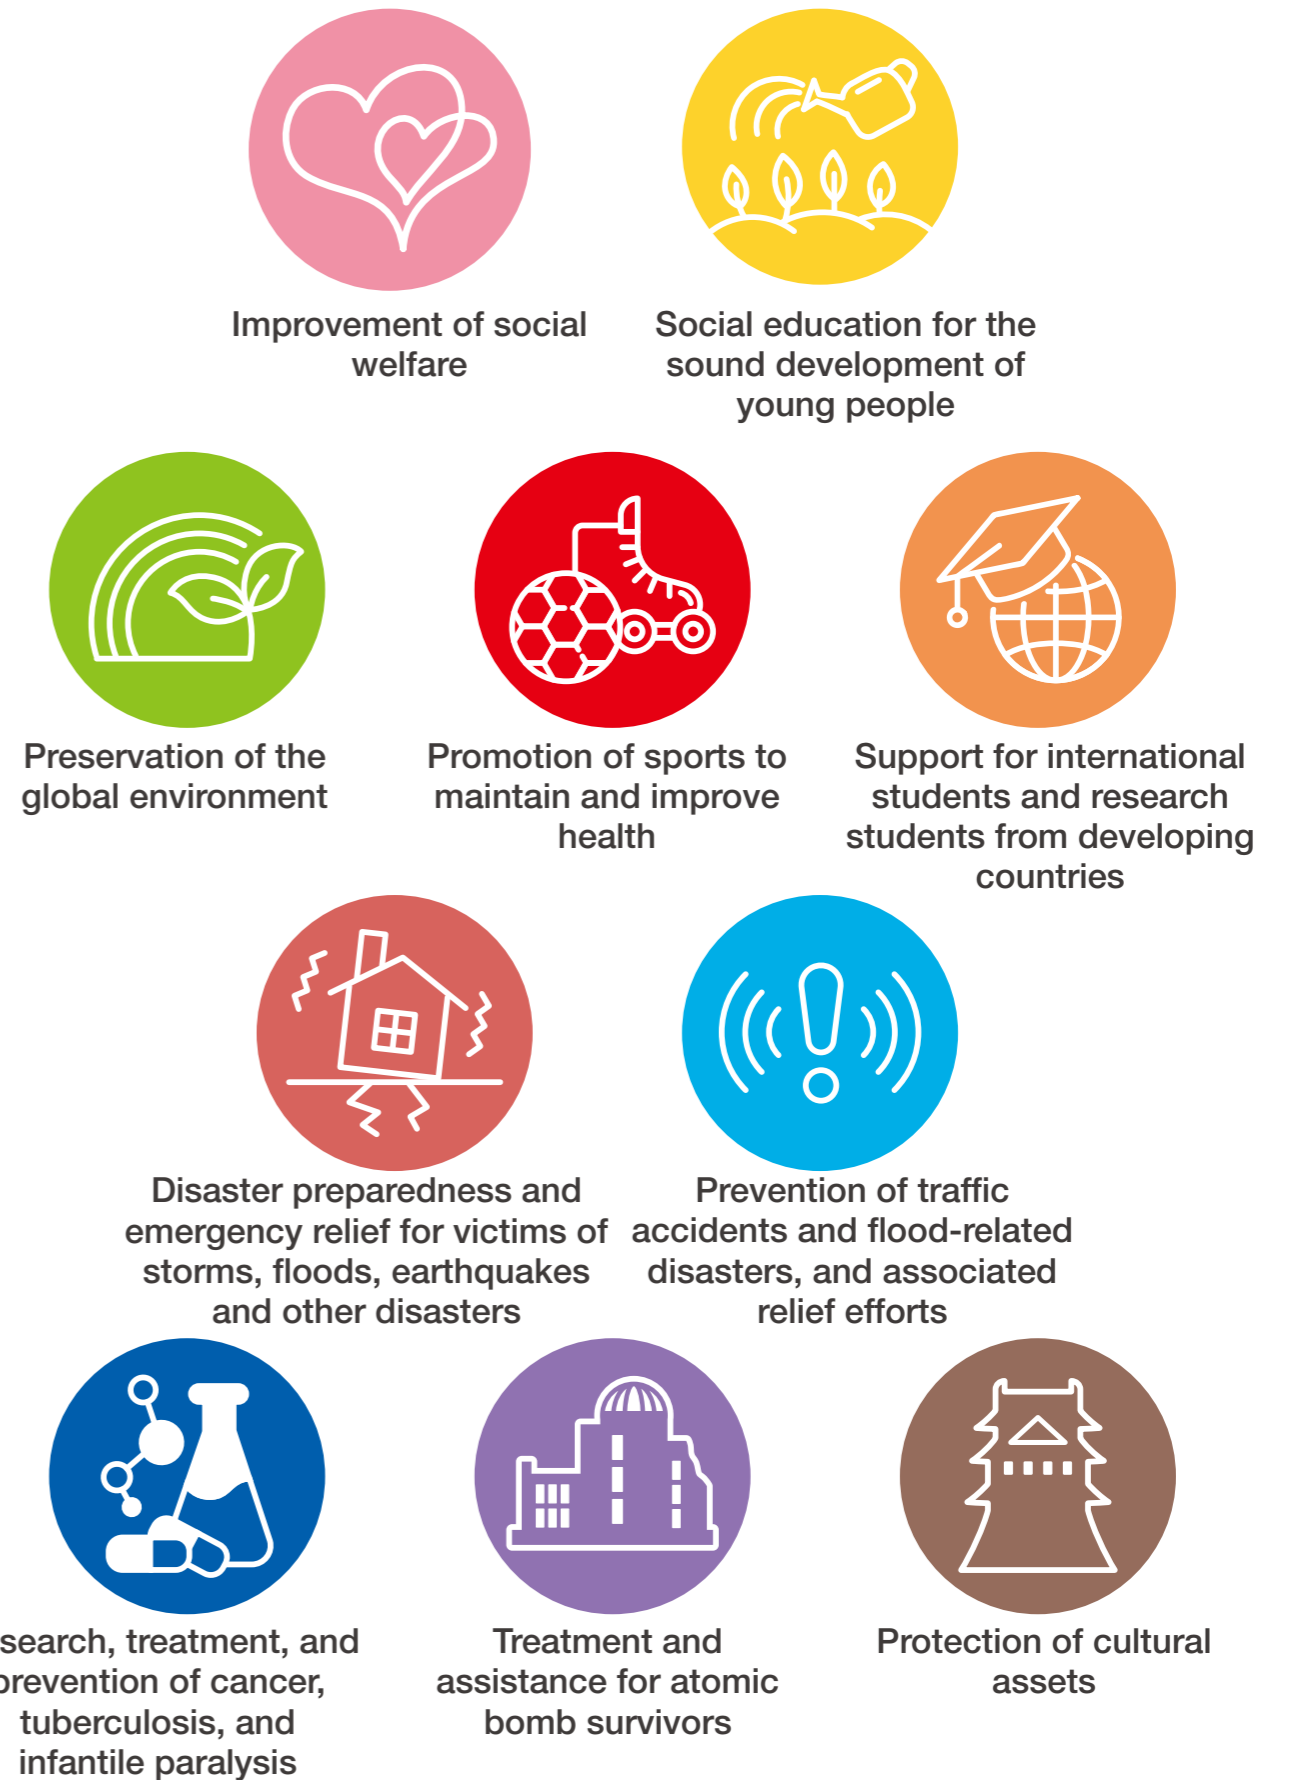 Improvement of social
welfare
Social education for the
sound development of
young people
Preservation of the
global environment
Promotion of sports to
maintain and improve
health
Support for international
students and research
students from developing
countries
Disaster preparedness and
emergency relief for victims of
storms, floods, earthquakes
and other disasters
Prevention of traffic
accidents and flood-related
disasters, and associated
relief efforts
search, treatment, and
prevention of cancer,
tuberculosis, and
infantile paralysis
Treatment and
assistance for atomic
bomb survivors
Protection of cultural
assets